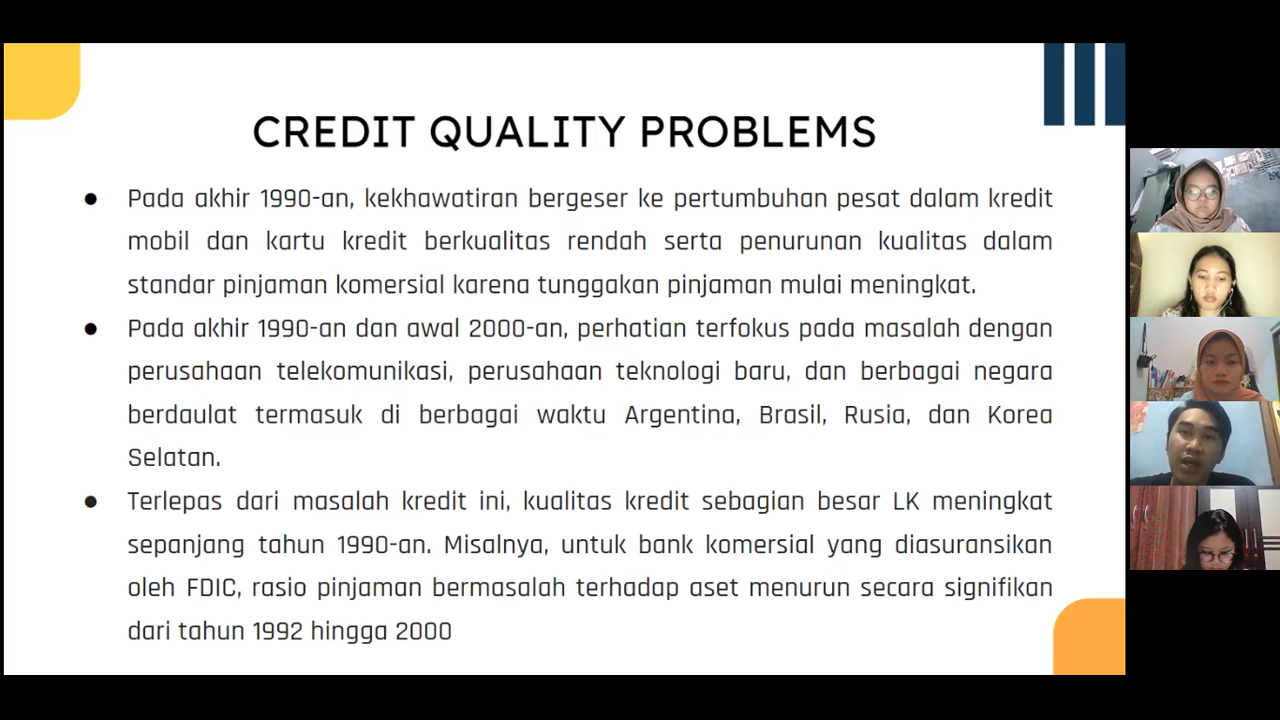 CREDIT QUALITY PROBLEMS
● Pada akhir 1990-an, kekhawatiran bergeser ke pertumbuhan pesat dalam kredit
mobil dan kartu kredit berkualitas rendah serta penurunan kualitas dalam
standar pinjaman komersial karena tunggakan pinjaman mulai meningkat.
● Pada akhir 1990-an dan awal 2000-an, perhatian terfokus pada masalah dengan
perusahaan telekomunikasi, perusahaan teknologi baru, dan berbagai negara
berdaulat termasuk di berbagai waktu Argentina, Brasil, Rusia, dan Korea
Selatan.
● Terlepas dari masalah kredit ini, kualitas kredit sebagian besar LK meningkat
sepanjang tahun 1990-an. Misalnya, untuk bank komersial yang diasuransikan
oleh FDIC, rasio pinjaman bermasalah terhadap aset menurun secara signifikan
dari tahun 1992 hingga 2000